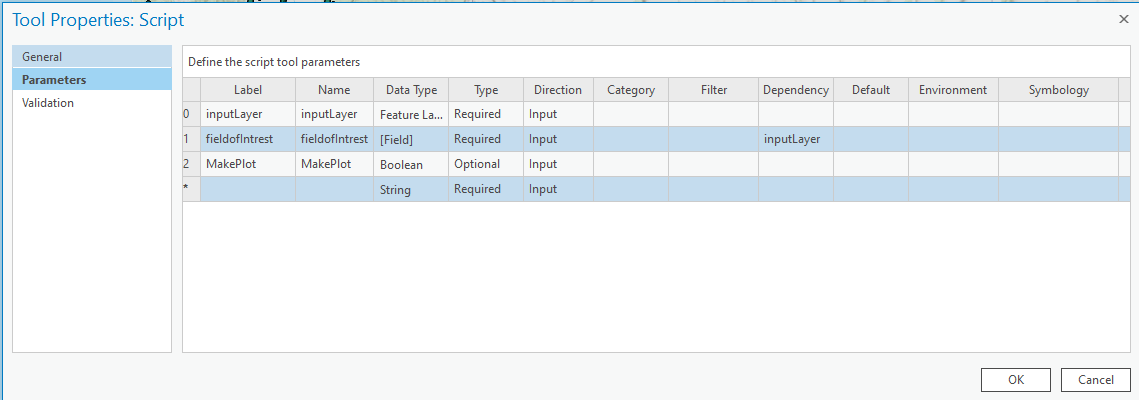 Tool Properties: Script
General
Parameters
Validation
Define the script tool parameters
Label Name Data Type Type Direction Category Filter Dependency Default Environment Symbology
0 inputLayer inputLayer Feature La... Required Input
1 fieldofIntrest fieldofIntrest [Field] Required Input inputLayer
2 MakePlot MakePlot Boolean Optional Input
* String Required Input
OK Cancel